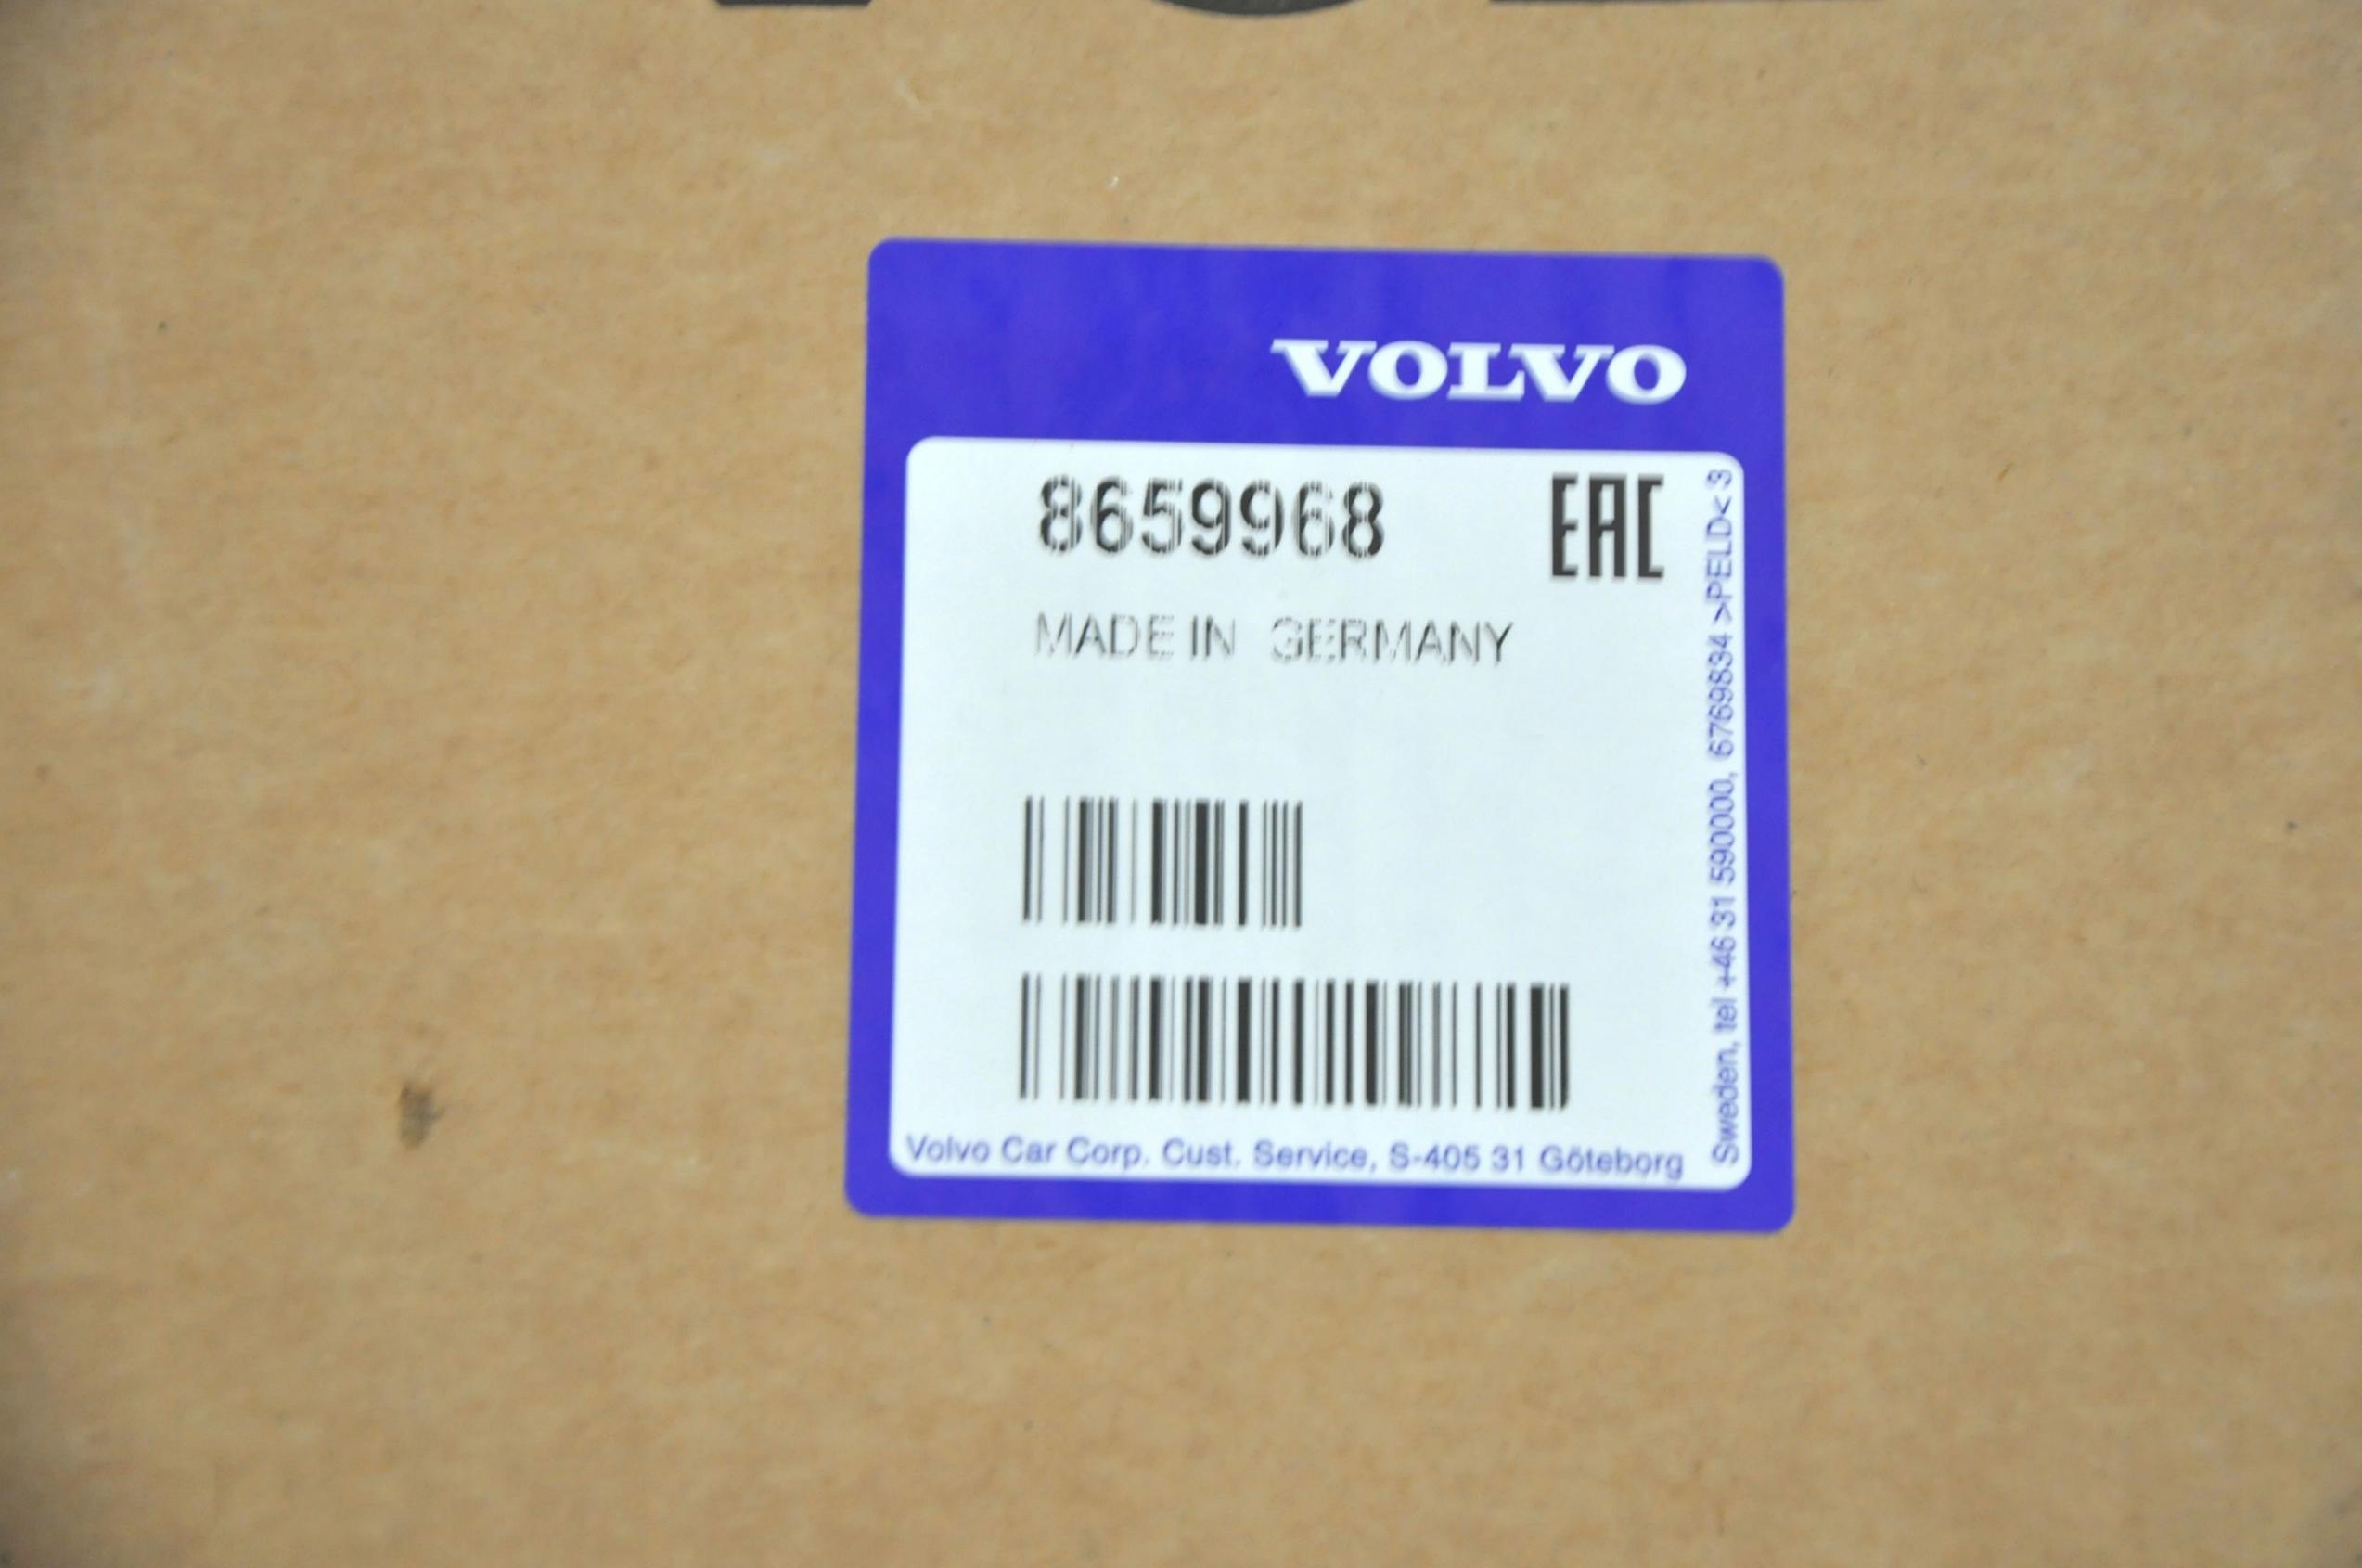 VOLVO
8659968 EAC
MADE IN GERMANY
Volvo Car Corp. Cust. Service, S-405 31 Göteborg
Sweden, tel +46 31 590000, 6769834 >PELD< 3